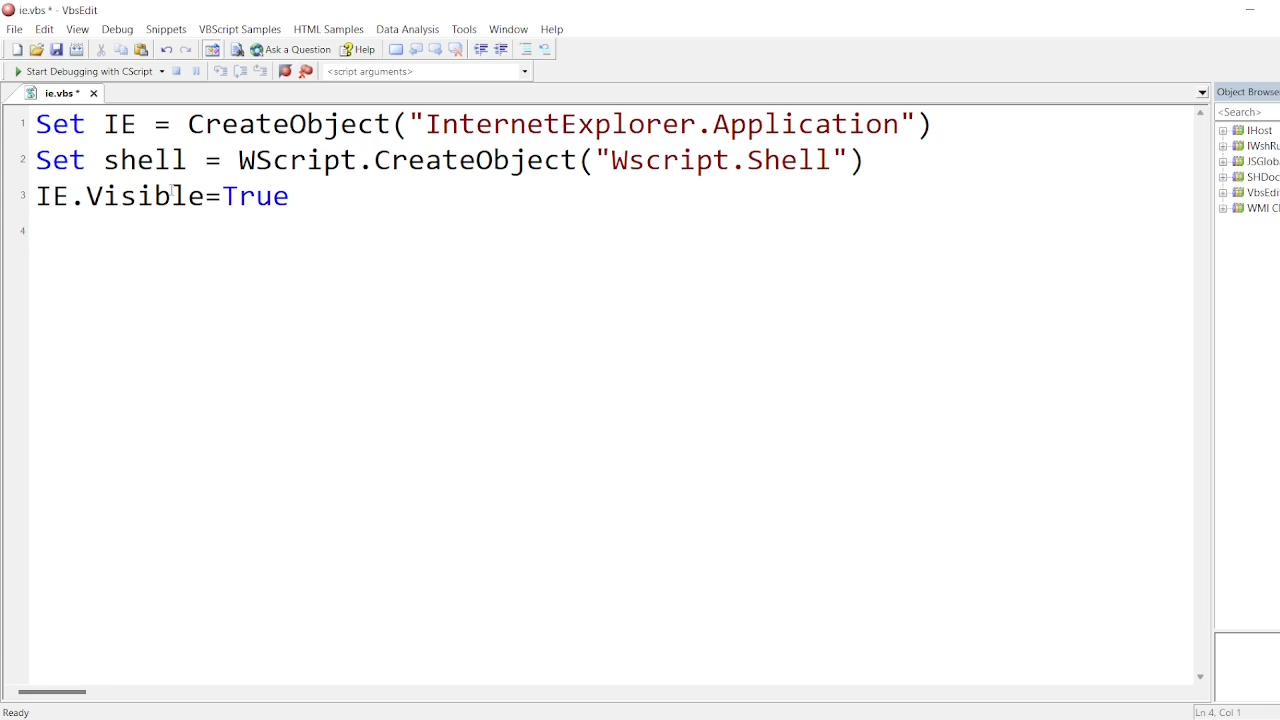 ie.vbs * - VbsEdit
File Edit View Debug Snippets VBScript Samples HTML Samples Data Analysis Tools Window Help
Ask a Question Help
Start Debugging with CScript <script arguments>
ie.vbs *
Object Browse
<Search>
1 Set IE = CreateObject("InternetExplorer.Application")
2 Set shell = WScript.CreateObject("Wscript.Shell")
3 IE.Visible=True
4
IHost
IWshRu
JSGlob
SHDoc
VbsEdi
WMI C
Ready
Ln 4, Col 1